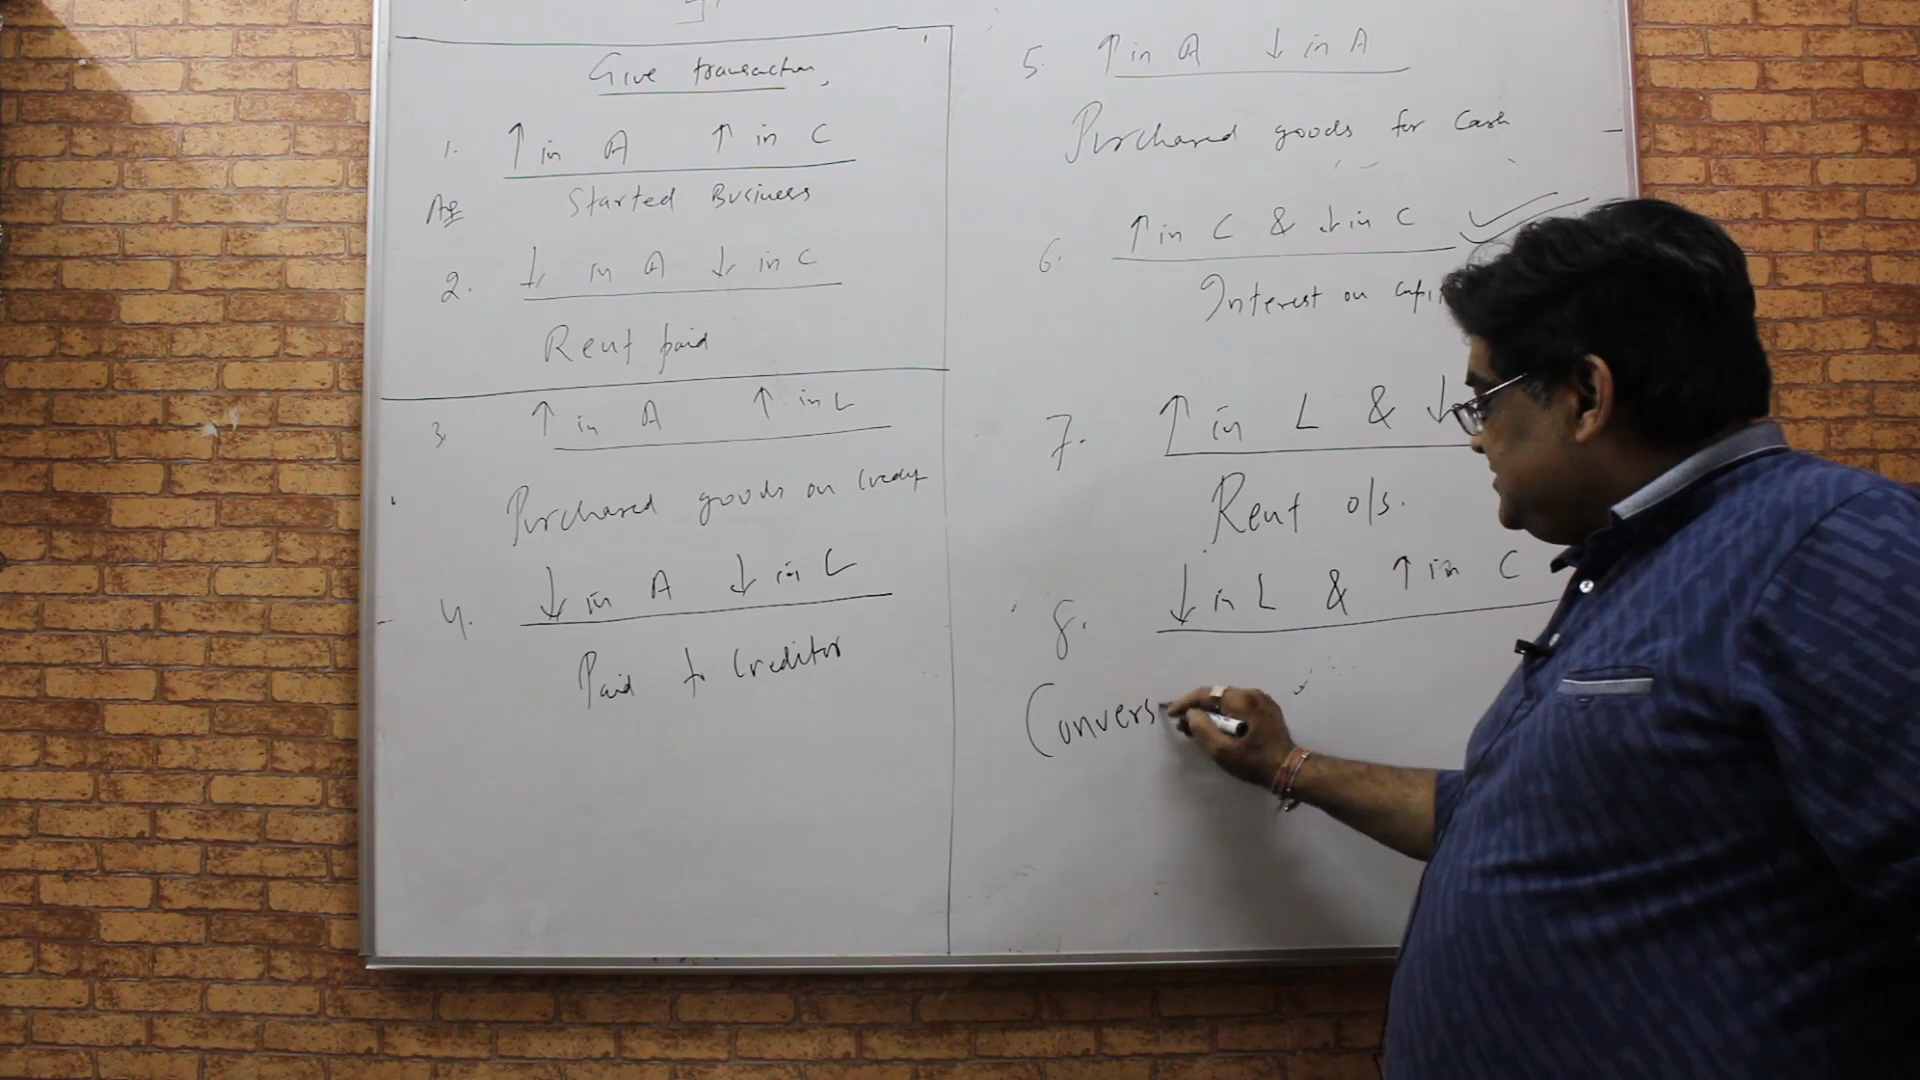 Give transaction,
1. ↑ in A ↑ in C
Started Business
2. ↓ in A ↓ in C
Rent paid
3. ↑ in A ↑ in L
Purchased goods on Credit
4. ↓ in A ↓ in L
Paid to Creditor
5. ↑ in A ↓ in A
Purchased goods for Cash
6. ↑ in C & ↓ in C
Interest on
7. ↑ in L & ↓
Rent o/s.
8. ↓ in L & ↑ in C
Convers